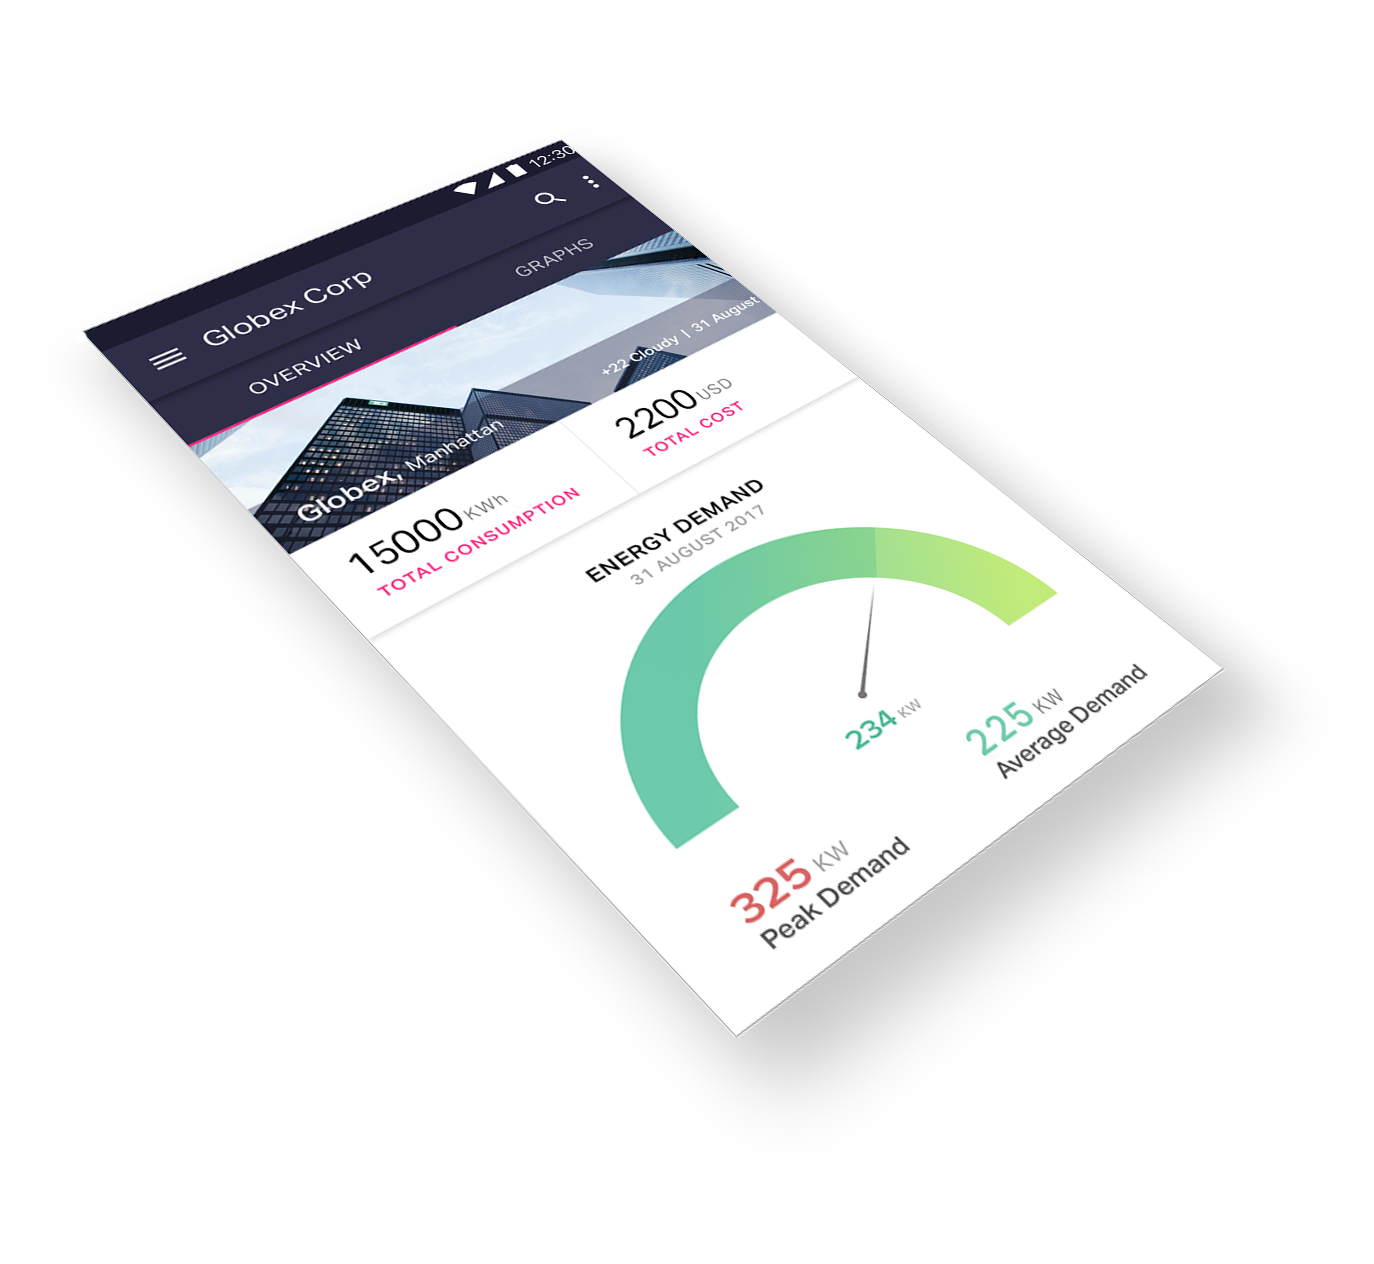 12:30
Globex Corp
OVERVIEW
GRAPHS
+22 Cloudy | 31 August
Globex, Manhattan
15000 KWh
TOTAL CONSUMPTION
2200 USD
TOTAL COST
ENERGY DEMAND
31 AUGUST 2017
234 KW
325 KW
Peak Demand
225 KW
Average Demand